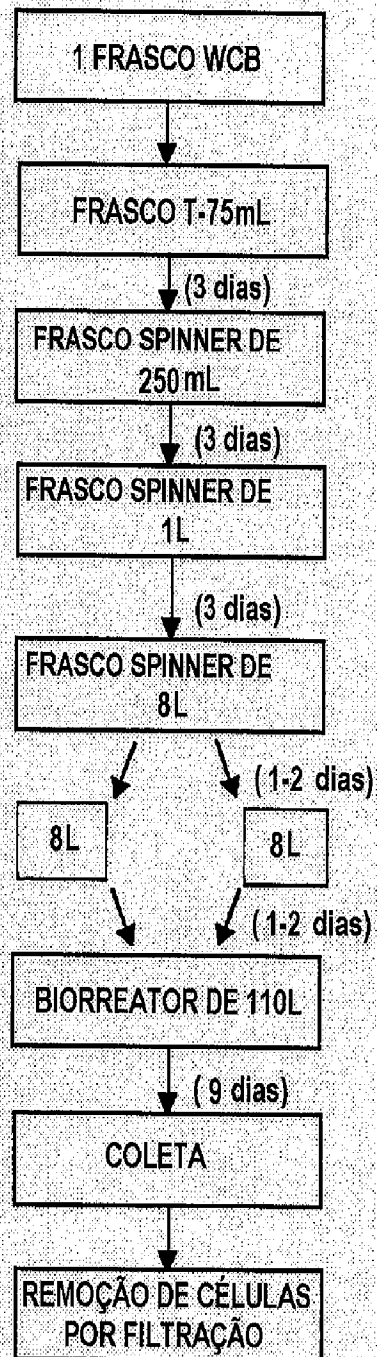 1 FRASCO WCB
FRASCO T-75mL
(3 dias)
FRASCO SPINNER DE
250 mL
(3 dias)
FRASCO SPINNER DE
1L
(3 dias)
FRASCO SPINNER DE
8L
(1-2 dias)
8L
8L
(1-2 dias)
BIORREATOR DE 110L
(9 dias)
COLETA
REMOÇÃO DE CÉLULAS
POR FILTRAÇÃO